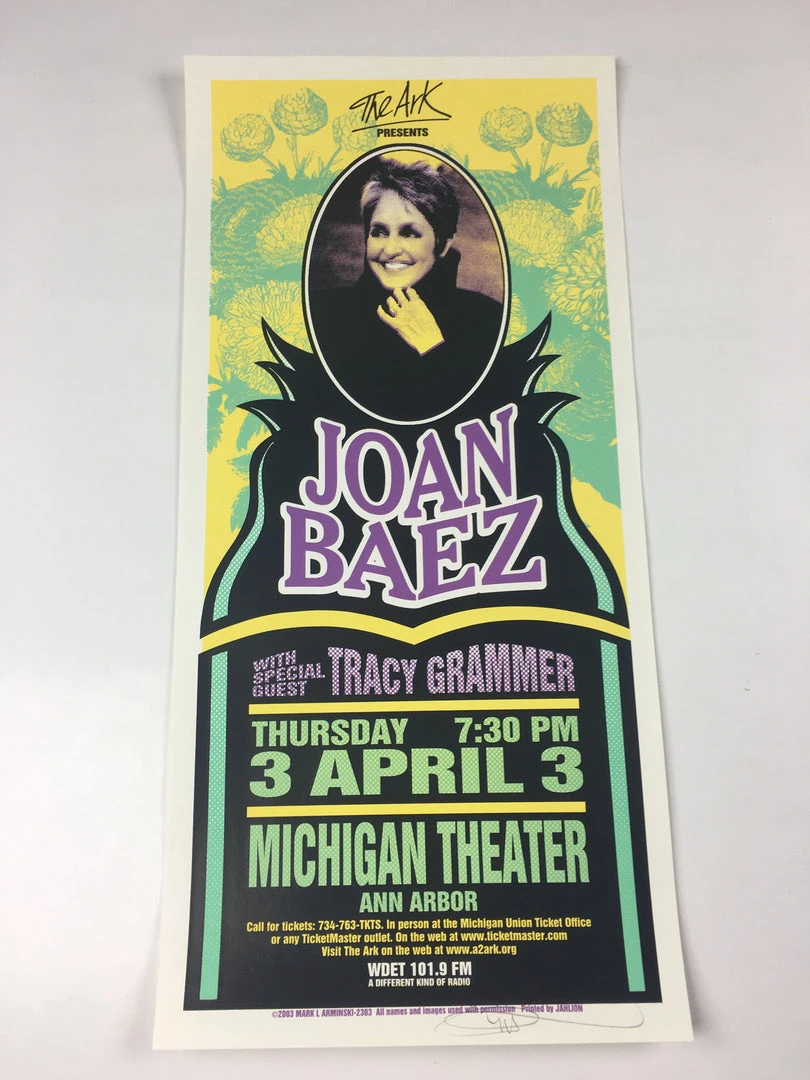 The Ark
PRESENTS
JOAN
BAEZ
WITH
SPECIAL
GUEST
TRACY GRAMMER
THURSDAY 7:30 PM
3 APRIL 3
MICHIGAN THEATER
ANN ARBOR
Call for tickets: 734-763-TKTS. In person at the Michigan Union Ticket Office
or any TicketMaster outlet. On the web at www.ticketmaster.com
Visit The Ark on the web at www.a2ark.org
WDET 101.9 FM
A DIFFERENT KIND OF RADIO
©2003 MARK L ARMINSKI-2303 All names and images used with permission Printed by JAHLION